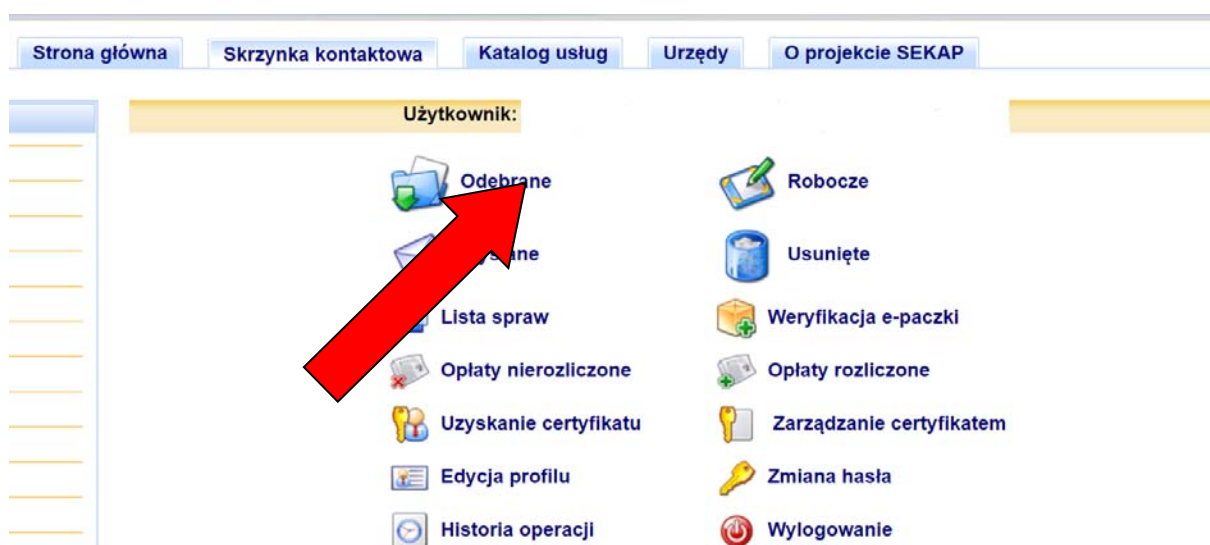 Strona główna Skrzynka kontaktowa Katalog usług Urzędy O projekcie SEKAP
Użytkownik:
Odebrane Robocze
Usunięte
Lista spraw Weryfikacja e-paczki
Opłaty nierozliczone Opłaty rozliczone
Uzyskanie certyfikatu Zarządzanie certyfikatem
Edycja profilu Zmiana hasła
Historia operacji Wylogowanie